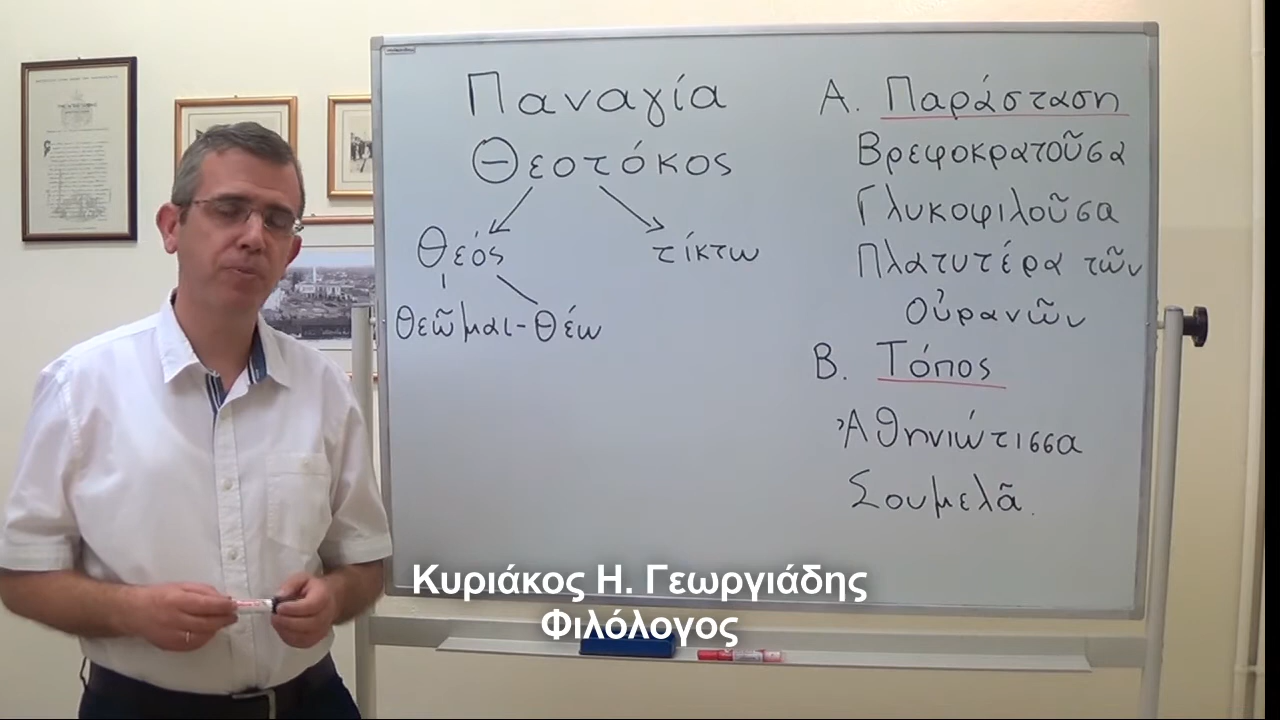 Παναγία
Θεοτόκος
Θεός τίκτω
θεῶμαι - θέω
Α. Παράσταση
Βρεφοκρατοῦσα
Γλυκοφιλοῦσα
Πλατυτέρα τῶν
Οὐρανῶν
Β. Τόπος
Ἀθηνιώτισσα
Σουμελᾶ.
Κυριάκος Η. Γεωργιάδης
Φιλόλογος